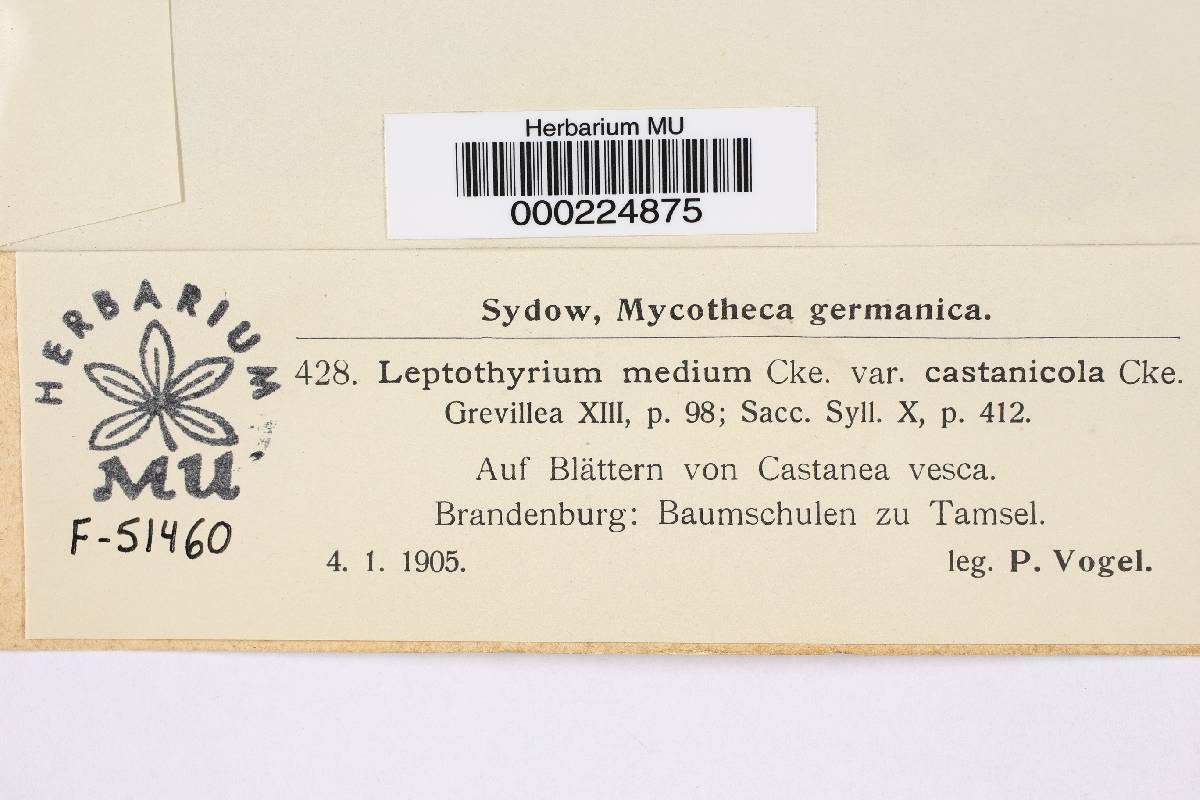 Herbarium MU
000224875
HERBARIUM
MU
F-51460
Sydow, Mycotheca germanica.
428. Leptothyrium medium Cke. var. castanicola Cke.
Grevillea XIII, p. 98; Sacc. Syll. X, p. 412.
Auf Blättern von Castanea vesca.
Brandenburg: Baumschulen zu Tamsel.
4. 1. 1905. leg. P. Vogel.